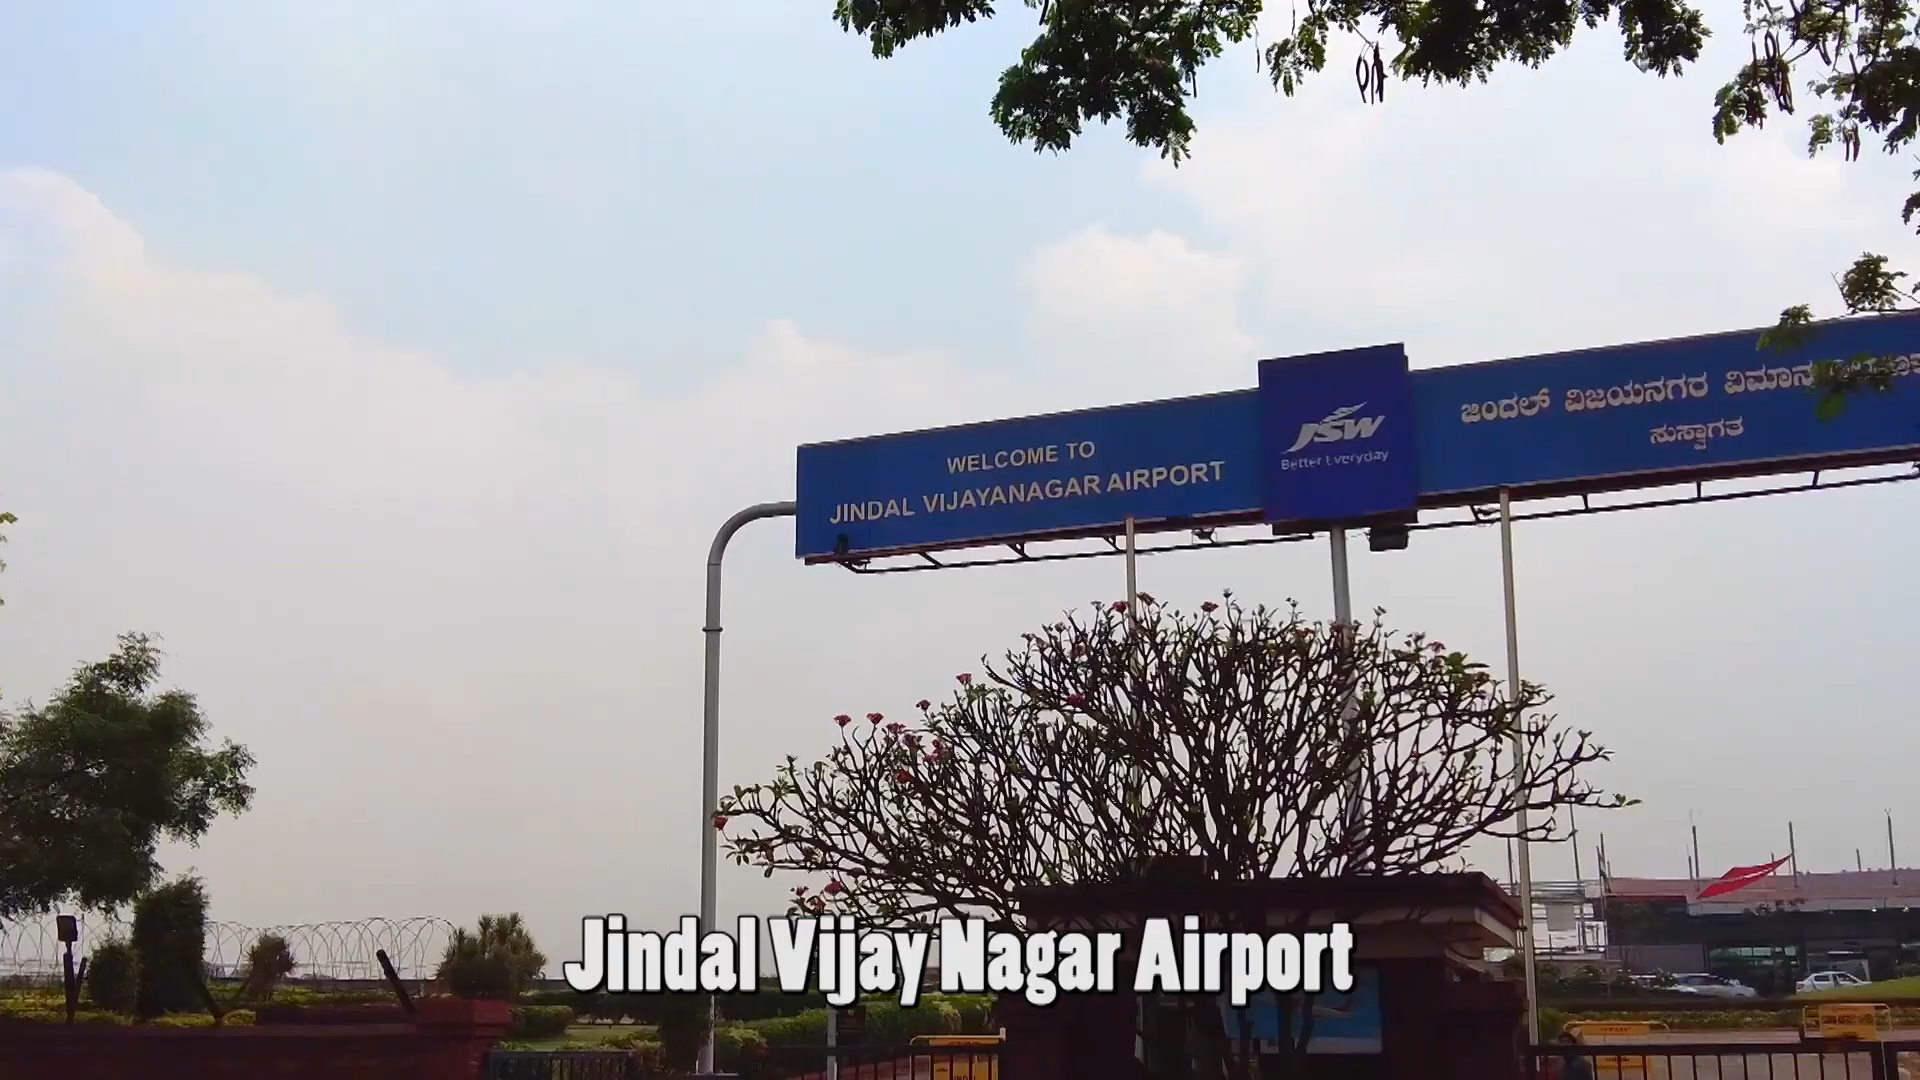 WELCOME TO
JINDAL VIJAYANAGAR AIRPORT
JSW
Better Everyday
ಜಿಂದಲ್ ವಿಜಯನಗರ ವಿಮಾನ
ಸುಸ್ವಾಗತ
Jindal Vijay Nagar Airport